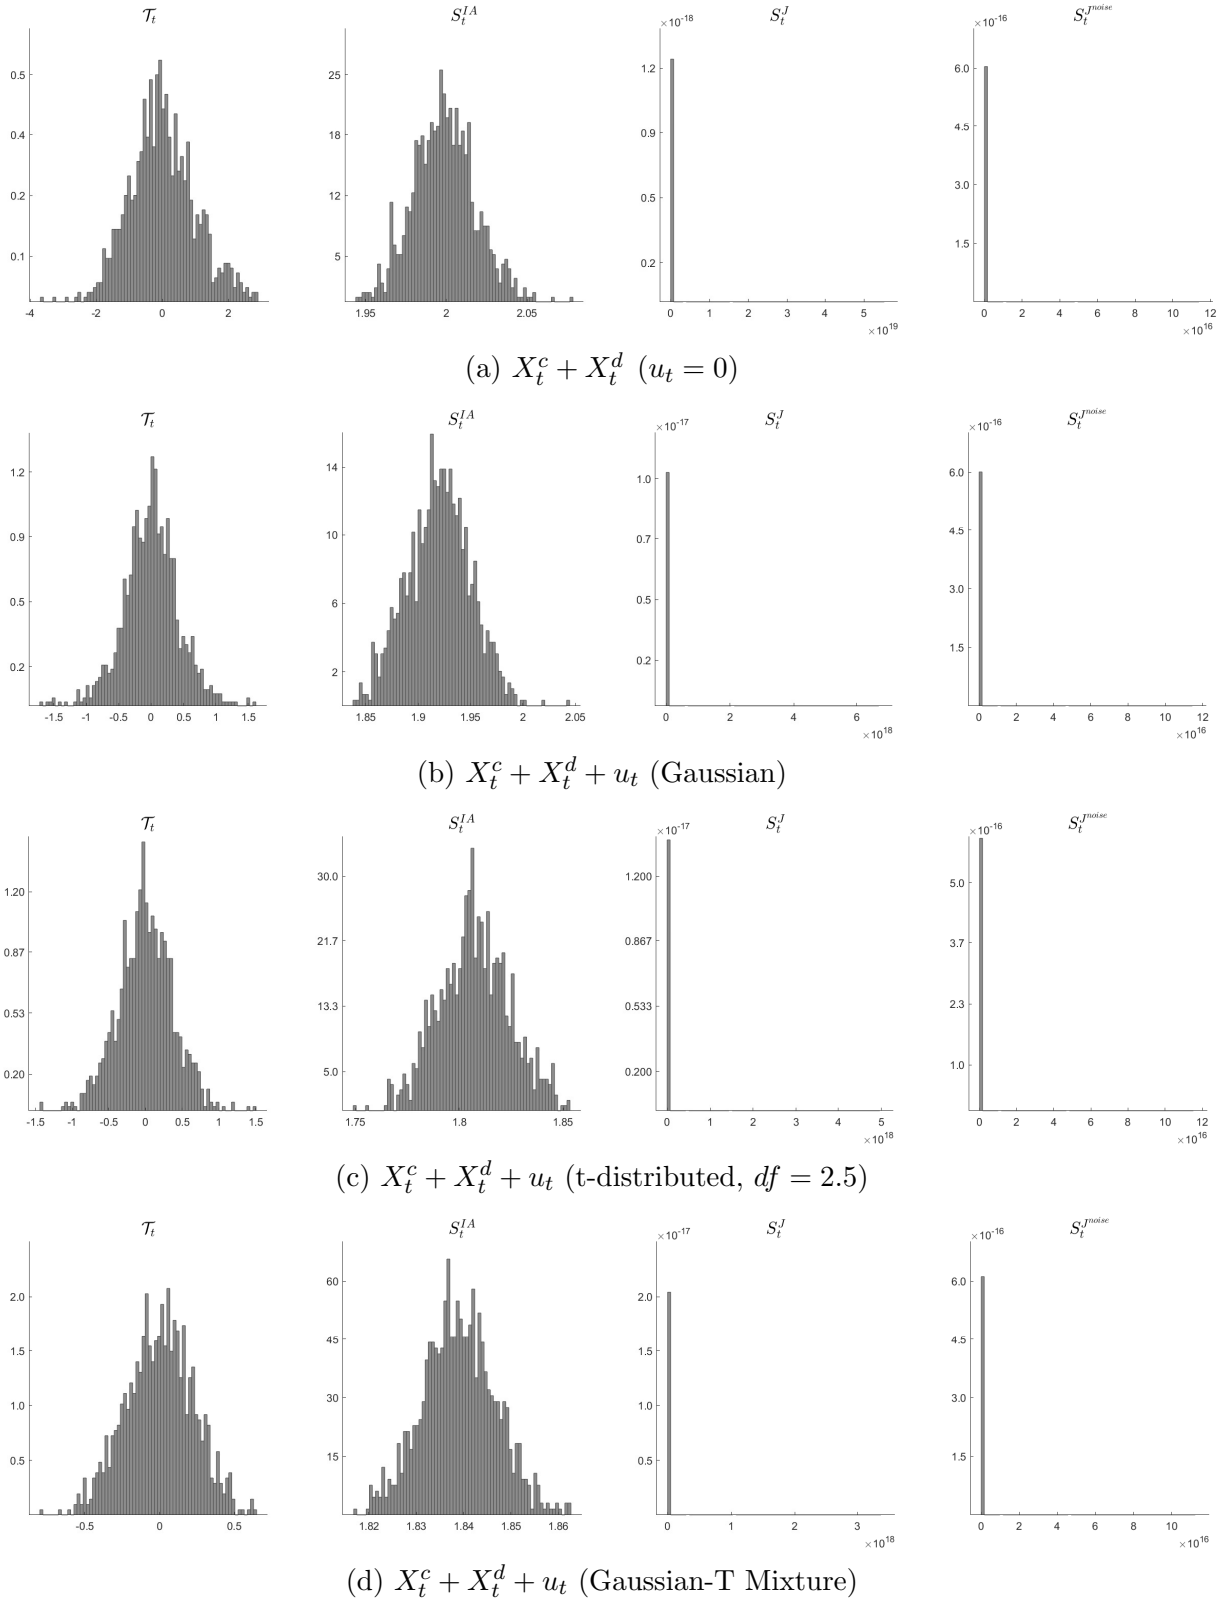 𝒯_t S_t^{IA} S_t^J S_t^{J^{noise}}
×10^-18 ×10^-16
0.5 25 1.2 6.0
0.4 18 0.9 4.5
0.2 12 0.5 3.0
0.1 5 0.2 1.5
-4 -2 0 2 1.95 2 2.05 0 1 2 3 4 5 0 2 4 6 8 10 12
×10^19 ×10^16
(a) X_t^c + X_t^d (u_t = 0)
𝒯_t S_t^{IA} S_t^J S_t^{J^{noise}}
×10^-17 ×10^-16
1.2 14 1.0 6.0
0.9 10 0.7 4.5
0.5 6 0.5 3.0
0.2 2 0.2 1.5
-1.5 -1 -0.5 0 0.5 1 1.5 1.85 1.9 1.95 2 2.05 0 2 4 6 0 2 4 6 8 10 12
×10^18 ×10^16
(b) X_t^c + X_t^d + u_t (Gaussian)
𝒯_t S_t^{IA} S_t^J S_t^{J^{noise}}
×10^-17 ×10^-16
1.20 30.0 1.200 5.0
0.87 21.7 0.867 3.7
0.53 13.3 0.533 2.3
0.20 5.0 0.200 1.0
-1.5 -1 -0.5 0 0.5 1 1.5 1.75 1.8 1.85 0 1 2 3 4 5 0 2 4 6 8 10 12
×10^18 ×10^16
(c) X_t^c + X_t^d + u_t (t-distributed, df = 2.5)
𝒯_t S_t^{IA} S_t^J S_t^{J^{noise}}
×10^-17 ×10^-16
2.0 60 2.0 6.0
1.5 45 1.5 4.5
1.0 30 1.0 3.0
0.5 15 0.5 1.5
-0.5 0 0.5 1.82 1.83 1.84 1.85 1.86 0 1 2 3 0 2 4 6 8 10
×10^18 ×10^16
(d) X_t^c + X_t^d + u_t (Gaussian-T Mixture)